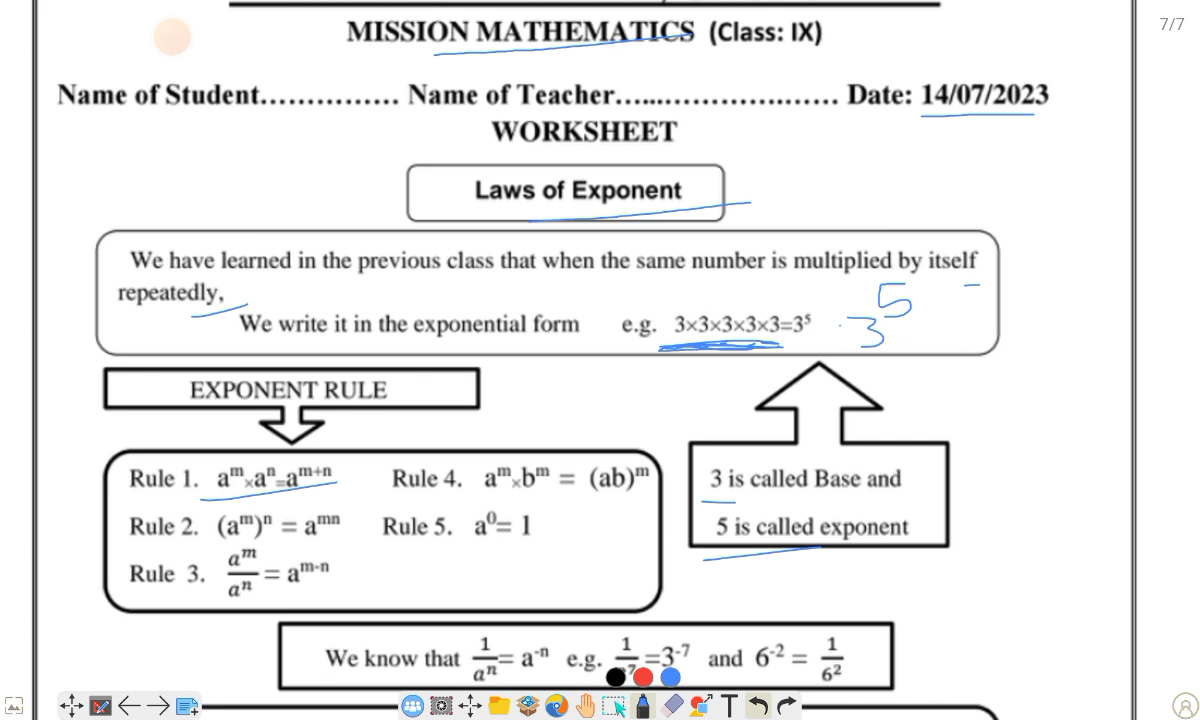 7/7
MISSION MATHEMATICS (Class: IX)
Name of Student............... Name of Teacher........................... Date: 14/07/2023
WORKSHEET
Laws of Exponent
We have learned in the previous class that when the same number is multiplied by itself
repeatedly,
We write it in the exponential form e.g. 3×3×3×3×3=3⁵ 3⁵
EXPONENT RULE
Rule 1. aᵐ×aⁿ=aᵐ⁺ⁿ Rule 4. aᵐ×bᵐ = (ab)ᵐ
Rule 2. (aᵐ)ⁿ = aᵐⁿ Rule 5. a⁰= 1
Rule 3. aᵐ/aⁿ = aᵐ⁻ⁿ
3 is called Base and
5 is called exponent
We know that 1/aⁿ = a⁻ⁿ e.g. 1/ ⁷ =3⁻⁷ and 6⁻² = 1/6²
T